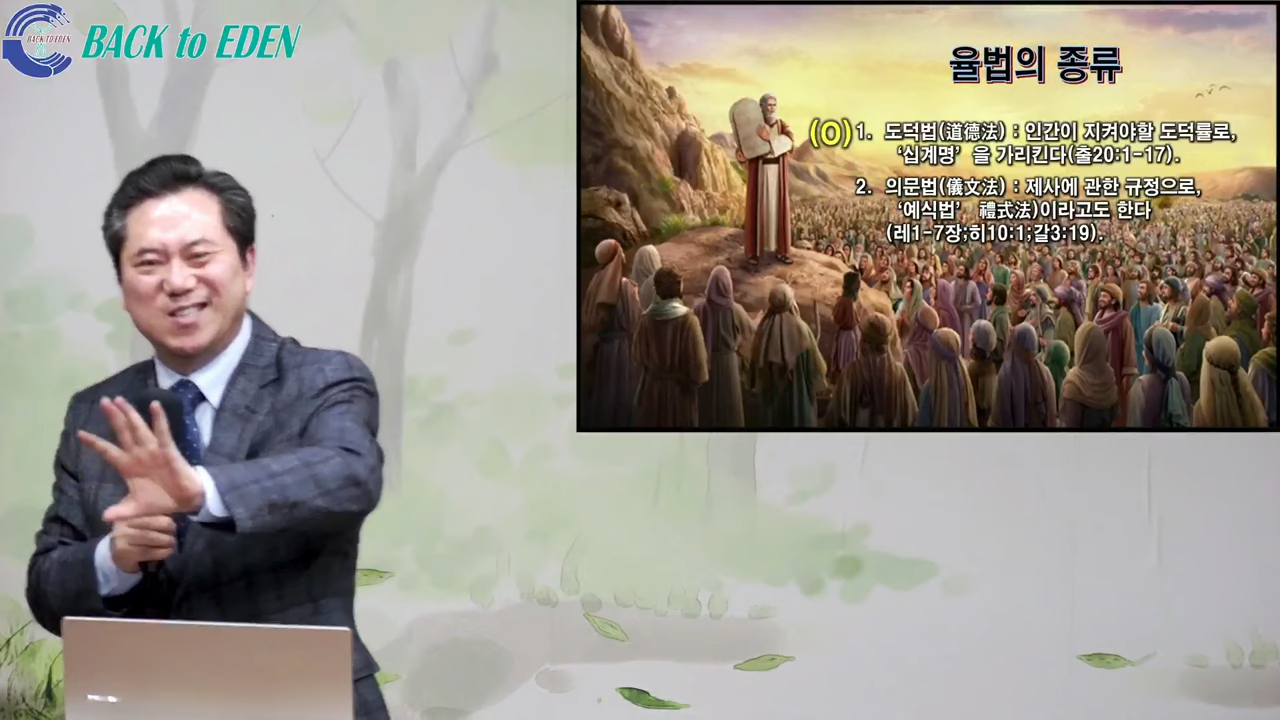 BACK TO EDEN
BACK to EDEN
율법의 종류
(O) 1. 도덕법(道德法) : 인간이 지켜야할 도덕률로,
‘십계명’ 을 가리킨다(출20:1-17).
2. 의문법(儀文法) : 제사에 관한 규정으로,
‘예식법’ 禮式法)이라고도 한다
(레1-7장;히10:1;갈3:19).